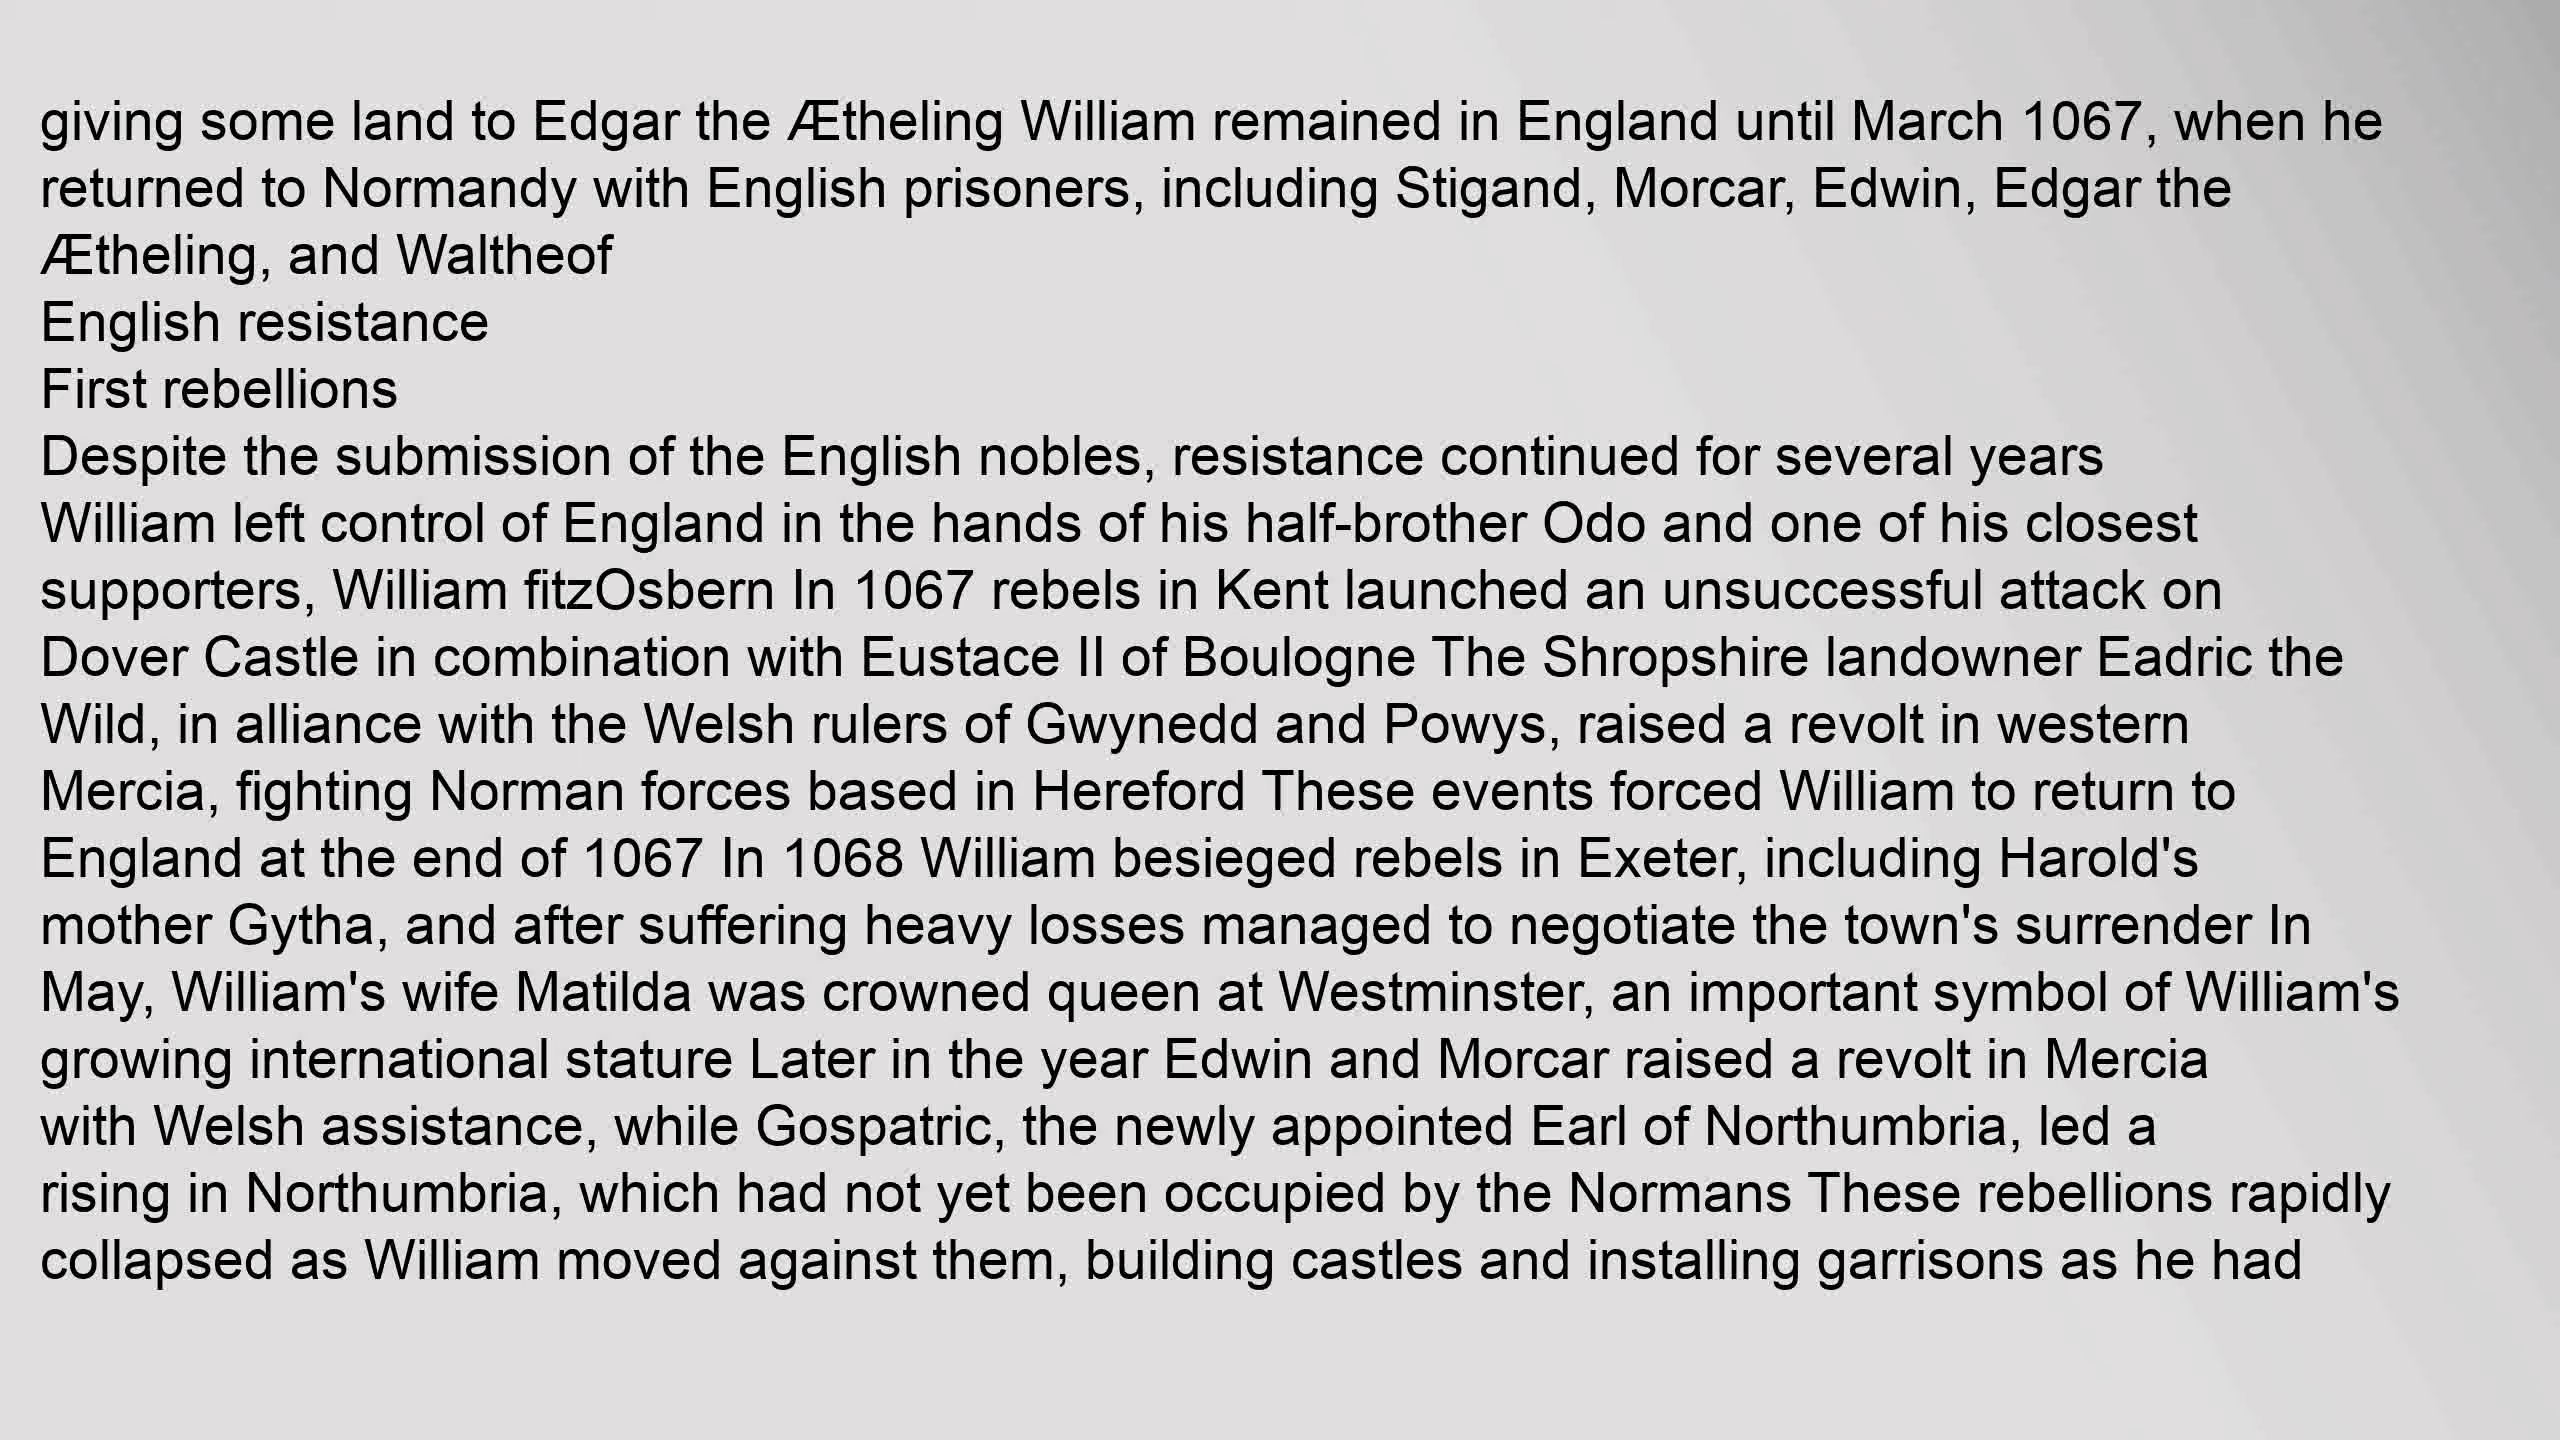 giving some land to Edgar the Ætheling William remained in England until March 1067, when he
returned to Normandy with English prisoners, including Stigand, Morcar, Edwin, Edgar the
Ætheling, and Waltheof
English resistance
First rebellions
Despite the submission of the English nobles, resistance continued for several years
William left control of England in the hands of his half-brother Odo and one of his closest
supporters, William fitzOsbern In 1067 rebels in Kent launched an unsuccessful attack on
Dover Castle in combination with Eustace II of Boulogne The Shropshire landowner Eadric the
Wild, in alliance with the Welsh rulers of Gwynedd and Powys, raised a revolt in western
Mercia, fighting Norman forces based in Hereford These events forced William to return to
England at the end of 1067 In 1068 William besieged rebels in Exeter, including Harold's
mother Gytha, and after suffering heavy losses managed to negotiate the town's surrender In
May, William's wife Matilda was crowned queen at Westminster, an important symbol of William's
growing international stature Later in the year Edwin and Morcar raised a revolt in Mercia
with Welsh assistance, while Gospatric, the newly appointed Earl of Northumbria, led a
rising in Northumbria, which had not yet been occupied by the Normans These rebellions rapidly
collapsed as William moved against them, building castles and installing garrisons as he had